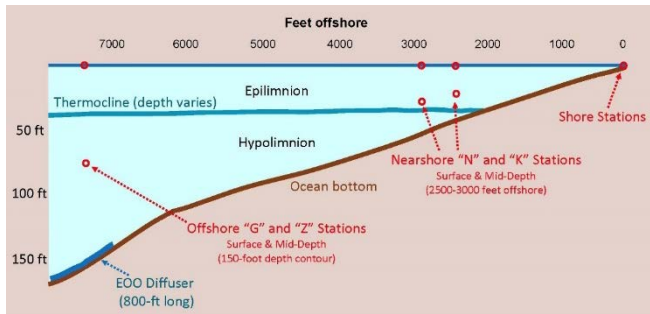 Feet offshore
7000 6000 5000 4000 3000 2000 1000 0
Epilimnion
Thermocline (depth varies)
Shore Stations
50 ft
Hypolimnion
Nearshore “N” and “K” Stations
Surface & Mid-Depth
(2500-3000 feet offshore)
Ocean bottom
100 ft
Offshore “G” and “Z” Stations
Surface & Mid-Depth
(150-foot depth contour)
150 ft
EOO Diffuser
(800-ft long)